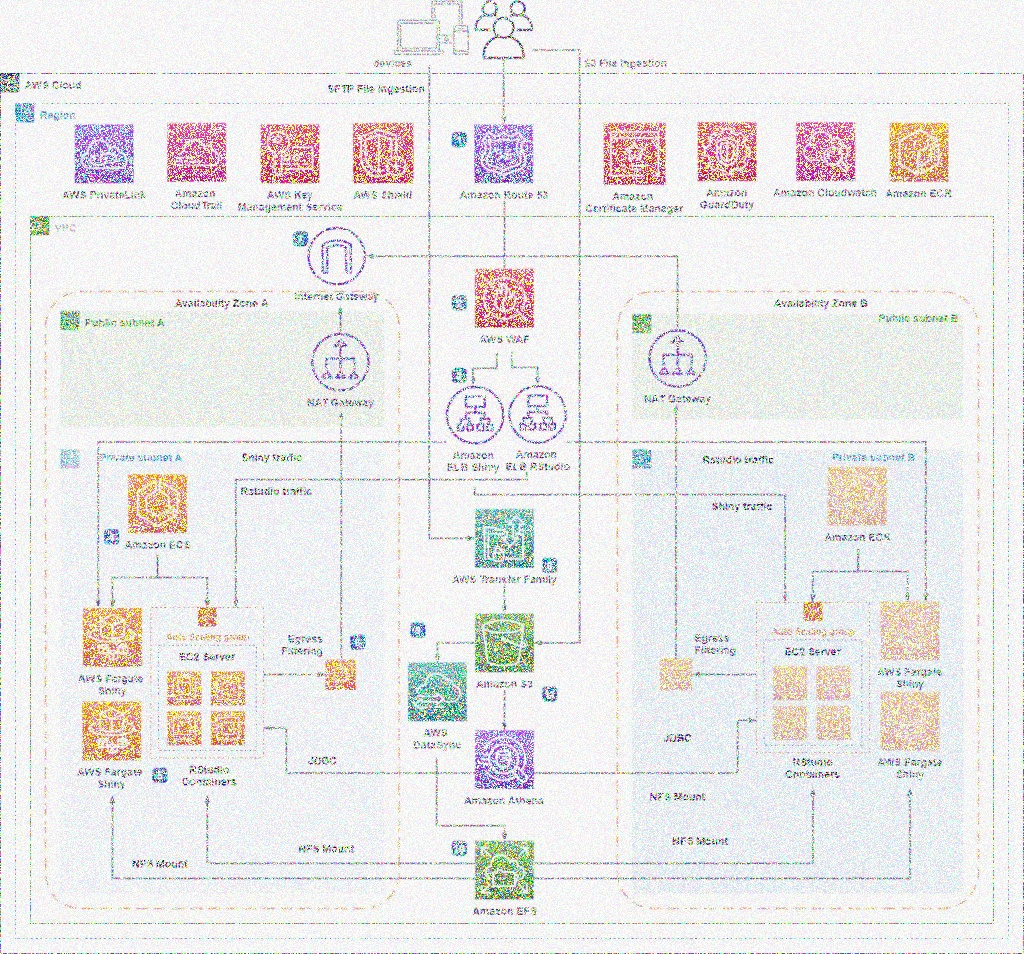 devices
S3 File Ingestion
SFTP File Ingestion
AWS Cloud
Region
AWS PrivateLink
Amazon
CloudTrail
AWS Key
Management Service
AWS Shield
Amazon Route 53
Amazon
Certificate Manager
Amazon
GuardDuty
Amazon Cloudwatch
Amazon ECR
VPC
Internet Gateway
Availability Zone A
Availability Zone B
Public subnet A
Public subnet B
AWS WAF
NAT Gateway
NAT Gateway
Amazon
ELB Shiny
Amazon
ELB RStudio
Private subnet A
Shiny traffic
Rstudio traffic
Private subnet B
Rstudio traffic
Shiny traffic
Amazon ECS
Amazon
AWS Transfer Family
Auto Scaling group
EC2 Server
Egress
Filtering
Egress
Filtering
Auto Scaling group
EC2 Server
AWS Fargate
Shiny
Amazon S3
AWS Fargate
Shiny
AWS
DataSync
JDBC
JDBC
AWS Fargate
Shiny
RStudio
Containers
Amazon Athena
RStudio
Containers
AWS Fargate
Shiny
NFS Mount
NFS Mount
NFS Mount
NFS Mount
Amazon EFS